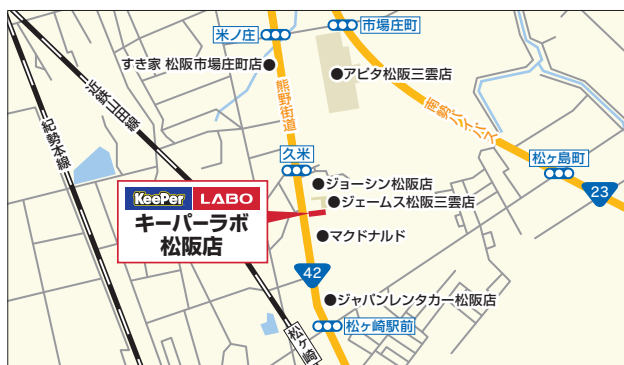 米ノ庄
市場庄町
すき家 松阪市場庄町店
アピタ松阪三雲店
近鉄山田線
熊野街道
南勢バイパス
紀勢本線
久米
松ヶ島町
ジョーシン松阪店
23
KeePer LABO
ジェームス松阪三雲店
キーパーラボ
松阪店
マクドナルド
42
ジャパンレンタカー松阪店
松ヶ崎駅前
松ヶ崎